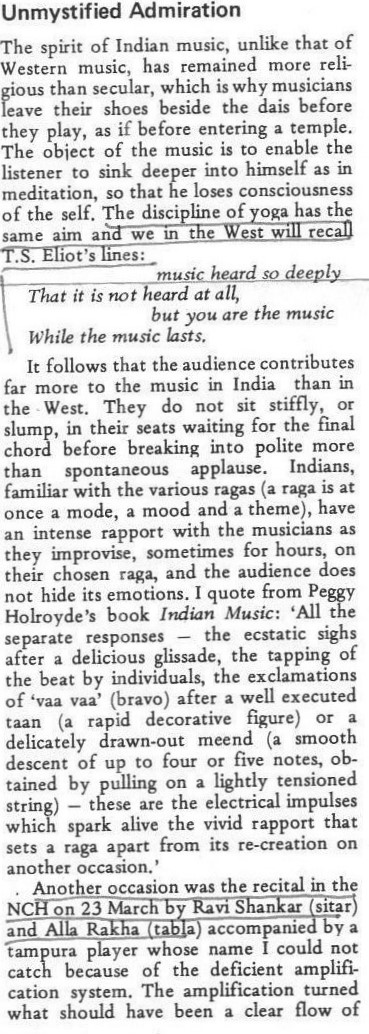 Unmystified Admiration
The spirit of Indian music, unlike that of
Western music, has remained more reli-
gious than secular, which is why musicians
leave their shoes beside the dais before
they play, as if before entering a temple.
The object of the music is to enable the
listener to sink deeper into himself as in
meditation, so that he loses consciousness
of the self. The discipline of yoga has the
same aim and we in the West will recall
T.S. Eliot's lines:
music heard so deeply
That it is not heard at all,
but you are the music
While the music lasts.
It follows that the audience contributes
far more to the music in India than in
the West. They do not sit stiffly, or
slump, in their seats waiting for the final
chord before breaking into polite more
than spontaneous applause. Indians,
familiar with the various ragas (a raga is at
once a mode, a mood and a theme), have
an intense rapport with the musicians as
they improvise, sometimes for hours, on
their chosen raga, and the audience does
not hide its emotions. I quote from Peggy
Holroyde's book Indian Music: 'All the
separate responses — the ecstatic sighs
after a delicious glissade, the tapping of
the beat by individuals, the exclamations
of 'vaa vaa' (bravo) after a well executed
taan (a rapid decorative figure) or a
delicately drawn-out meend (a smooth
descent of up to four or five notes, ob-
tained by pulling on a lightly tensioned
string) — these are the electrical impulses
which spark alive the vivid rapport that
sets a raga apart from its re-creation on
another occasion.'
Another occasion was the recital in the
NCH on 23 March by Ravi Shankar (sitar)
and Alla Rakha (tabla) accompanied by a
tampura player whose name I could not
catch because of the deficient amplifi-
cation system. The amplification turned
what should have been a clear flow of